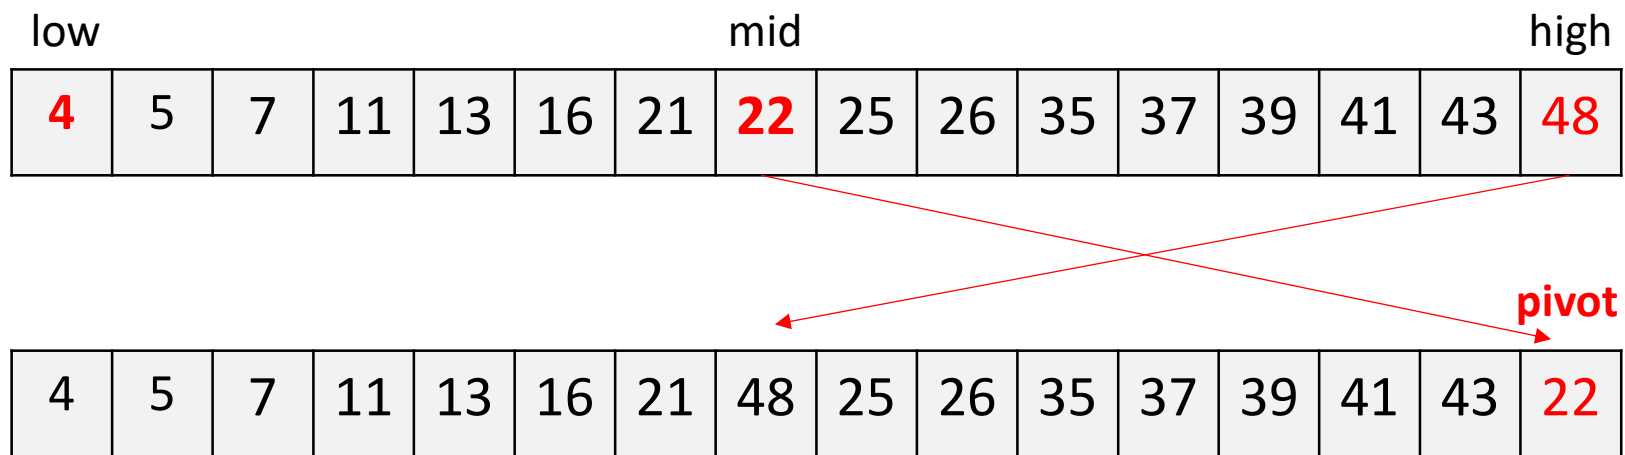 low mid high
4 5 7 11 13 16 21 22 25 26 35 37 39 41 43 48
pivot
4 5 7 11 13 16 21 48 25 26 35 37 39 41 43 22